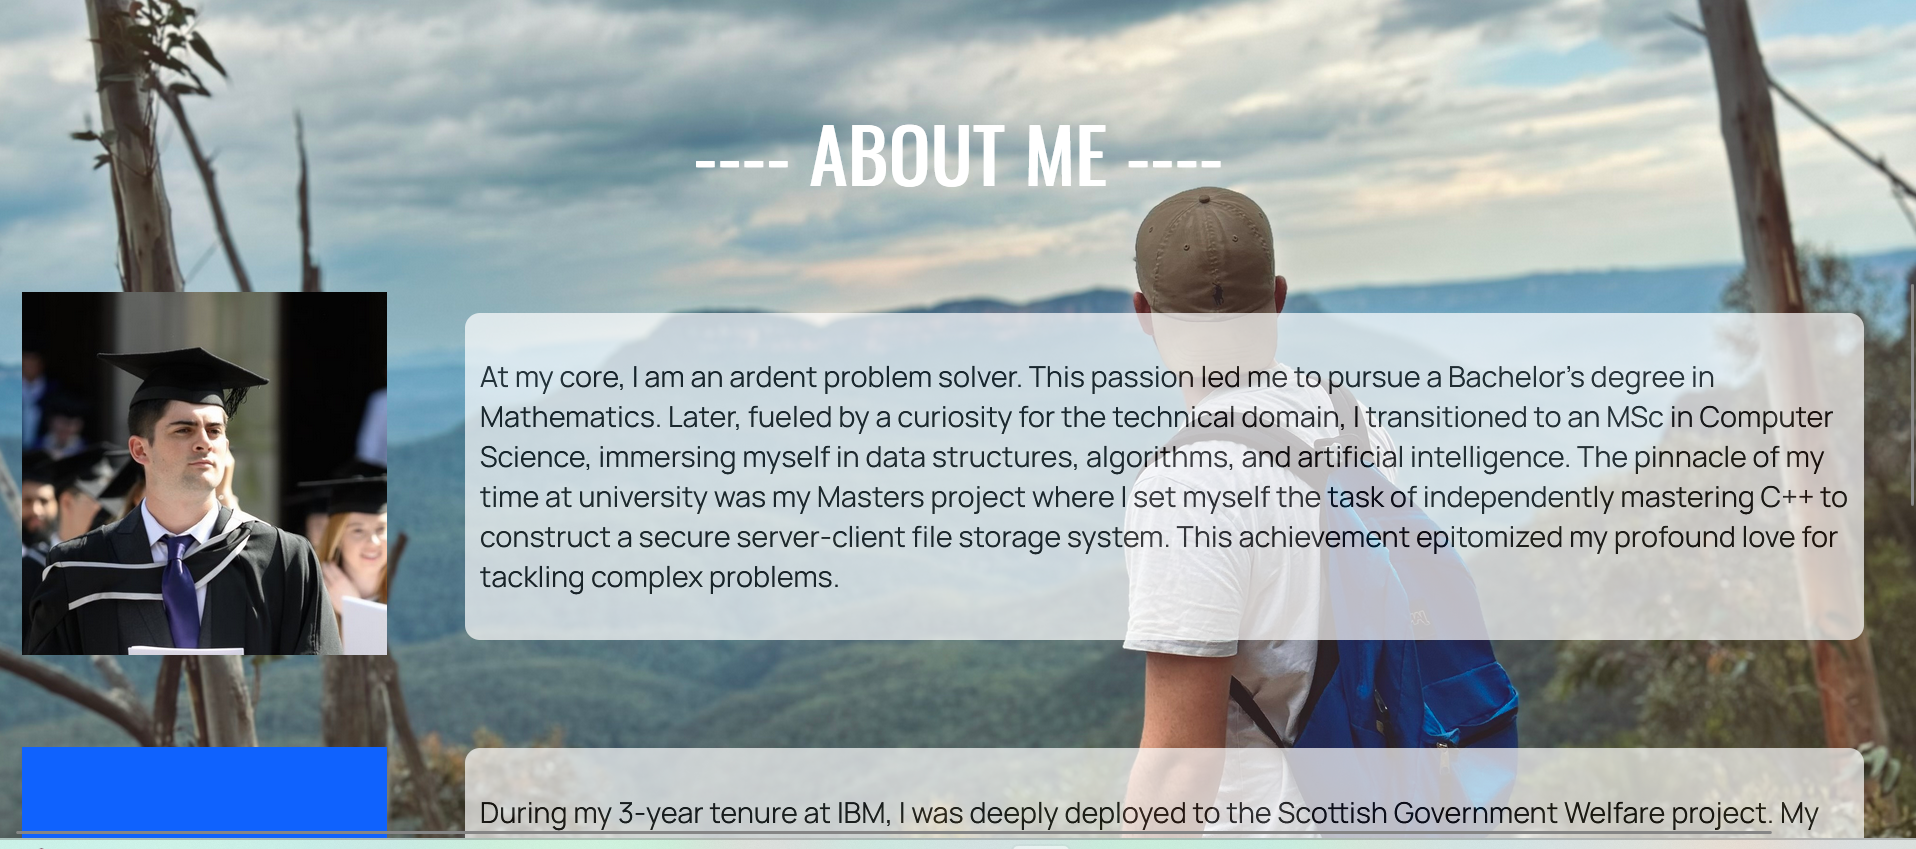 ---- ABOUT ME ----
At my core, I am an ardent problem solver. This passion led me to pursue a Bachelor's degree in
Mathematics. Later, fueled by a curiosity for the technical domain, I transitioned to an MSc in Computer
Science, immersing myself in data structures, algorithms, and artificial intelligence. The pinnacle of my
time at university was my Masters project where I set myself the task of independently mastering C++ to
construct a secure server-client file storage system. This achievement epitomized my profound love for
tackling complex problems.
During my 3-year tenure at IBM, I was deeply deployed to the Scottish Government Welfare project. My